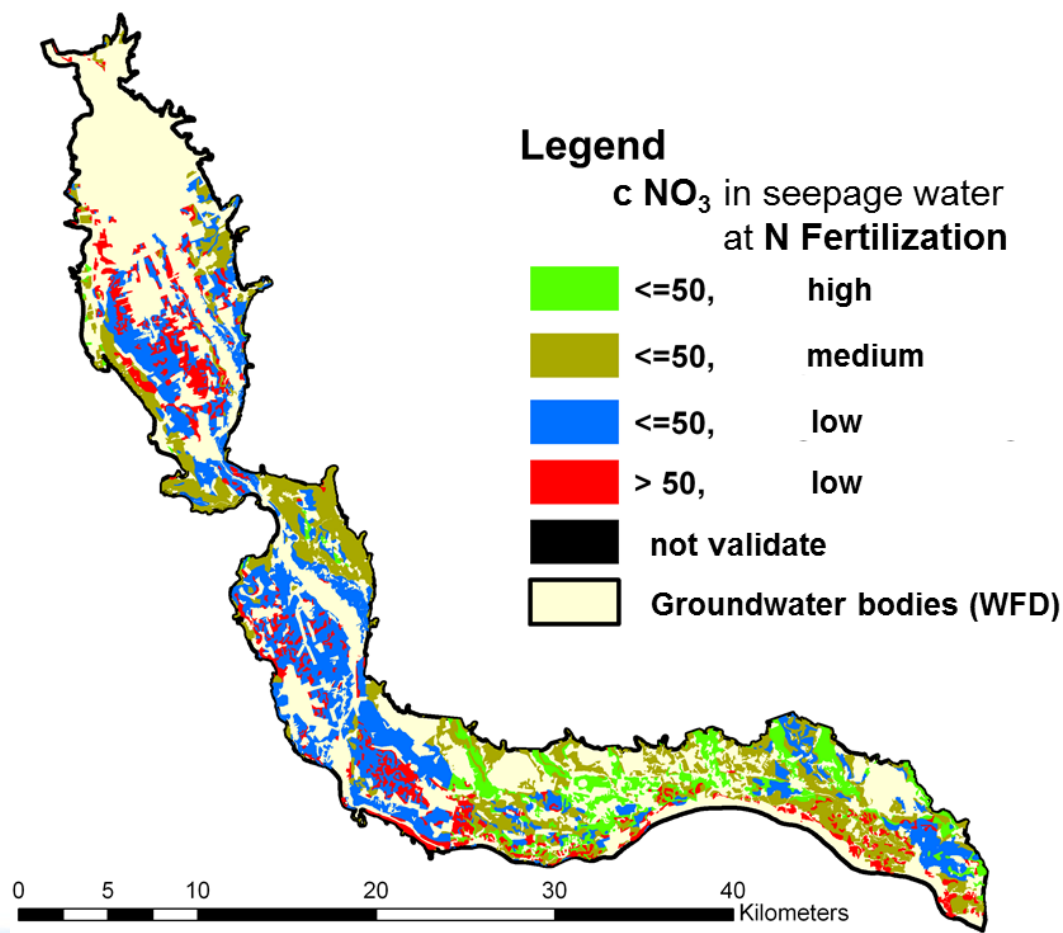 Legend
c NO₃ in seepage water
at N Fertilization
<=50, high
<=50, medium
<=50, low
> 50, low
not validate
Groundwater bodies (WFD)
0 5 10 20 30 40
Kilometers